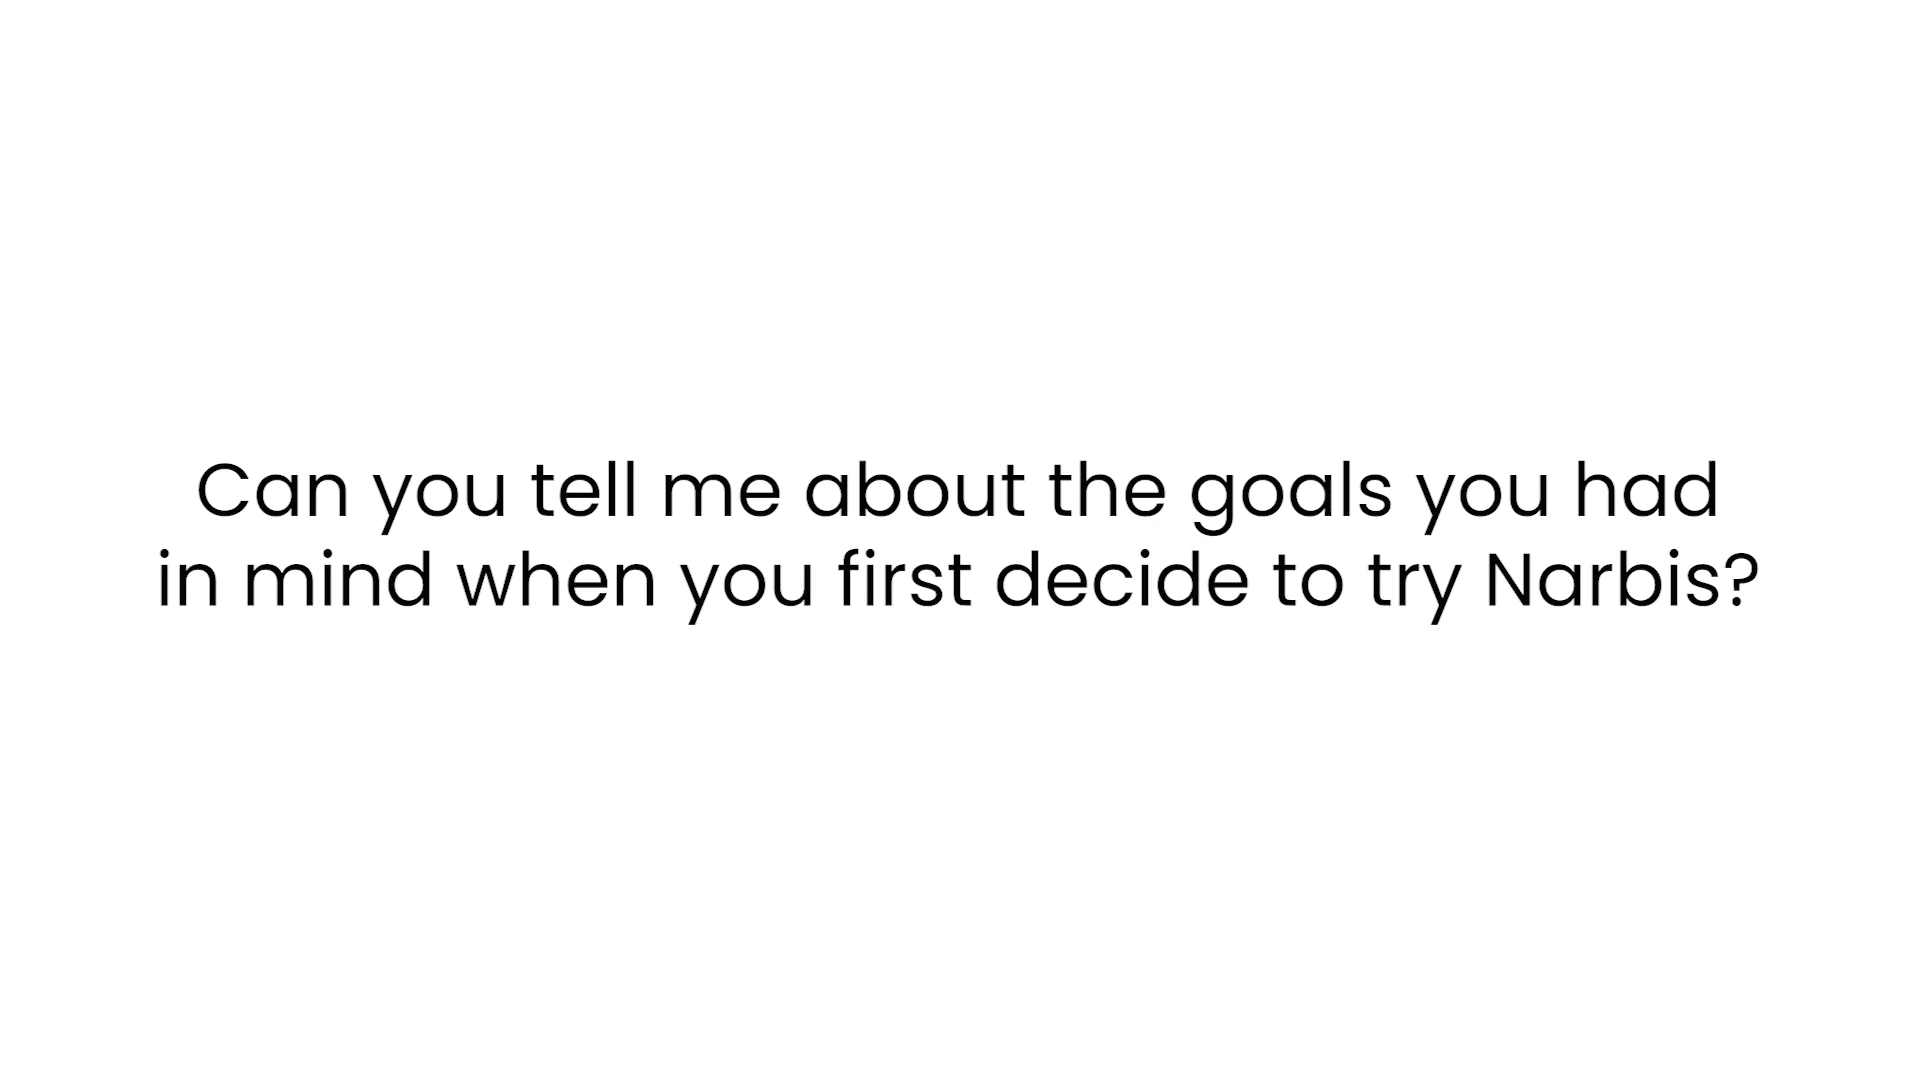 Can you tell me about the goals you had
in mind when you first decide to try Narbis?